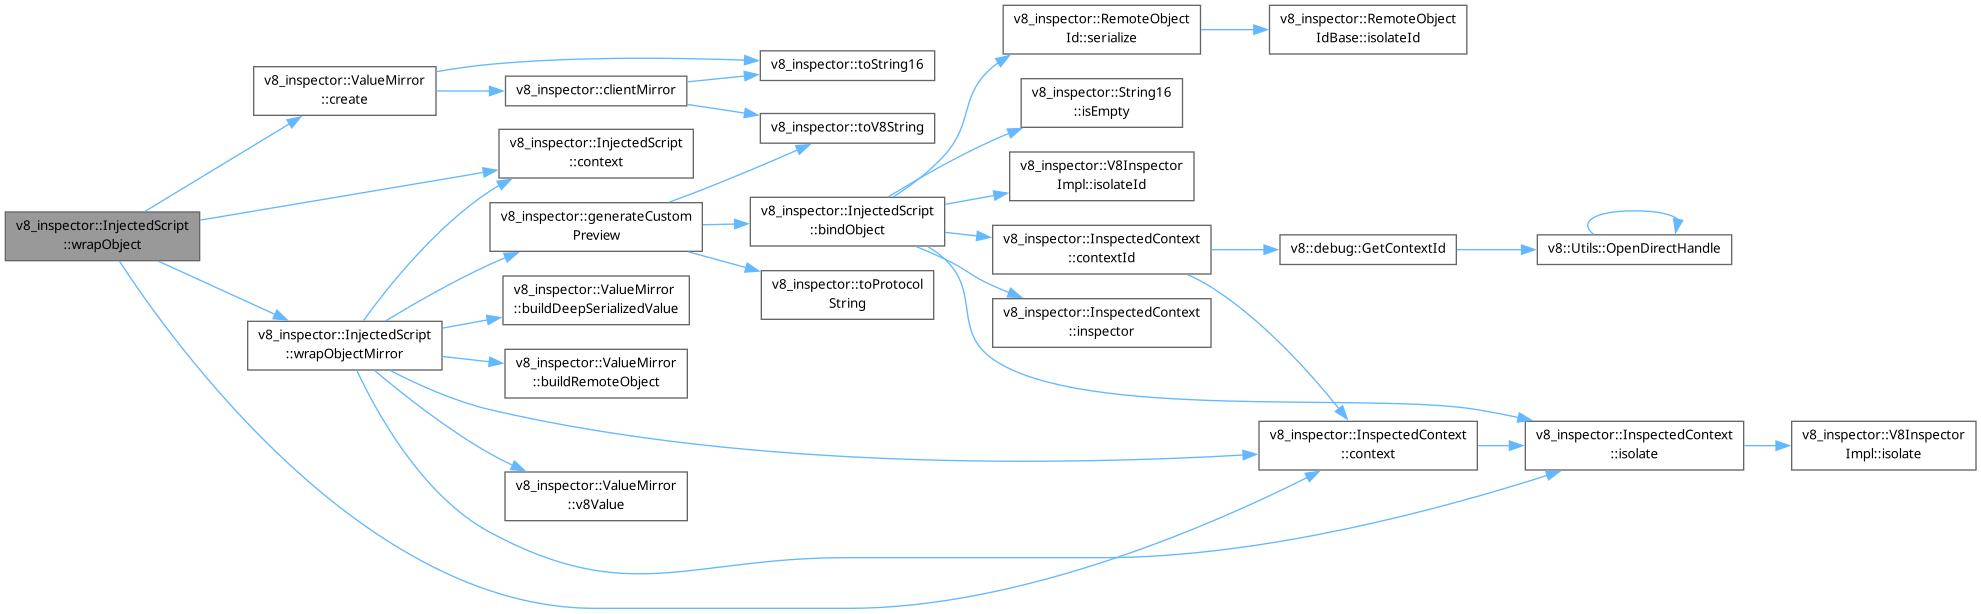 v8_inspector::InjectedScript
::wrapObject
v8_inspector::ValueMirror
::create
v8_inspector::InjectedScript
::wrapObjectMirror
v8_inspector::clientMirror
v8_inspector::InjectedScript
::context
v8_inspector::generateCustom
Preview
v8_inspector::ValueMirror
::buildDeepSerializedValue
v8_inspector::ValueMirror
::buildRemoteObject
v8_inspector::ValueMirror
::v8Value
v8_inspector::toString16
v8_inspector::toV8String
v8_inspector::InjectedScript
::bindObject
v8_inspector::toProtocol
String
v8_inspector::RemoteObject
Id::serialize
v8_inspector::String16
::isEmpty
v8_inspector::V8Inspector
Impl::isolateId
v8_inspector::InspectedContext
::contextId
v8_inspector::InspectedContext
::inspector
v8_inspector::RemoteObject
IdBase::isolateId
v8::debug::GetContextId
v8_inspector::InspectedContext
::context
v8::Utils::OpenDirectHandle
v8_inspector::InspectedContext
::isolate
v8_inspector::V8Inspector
Impl::isolate